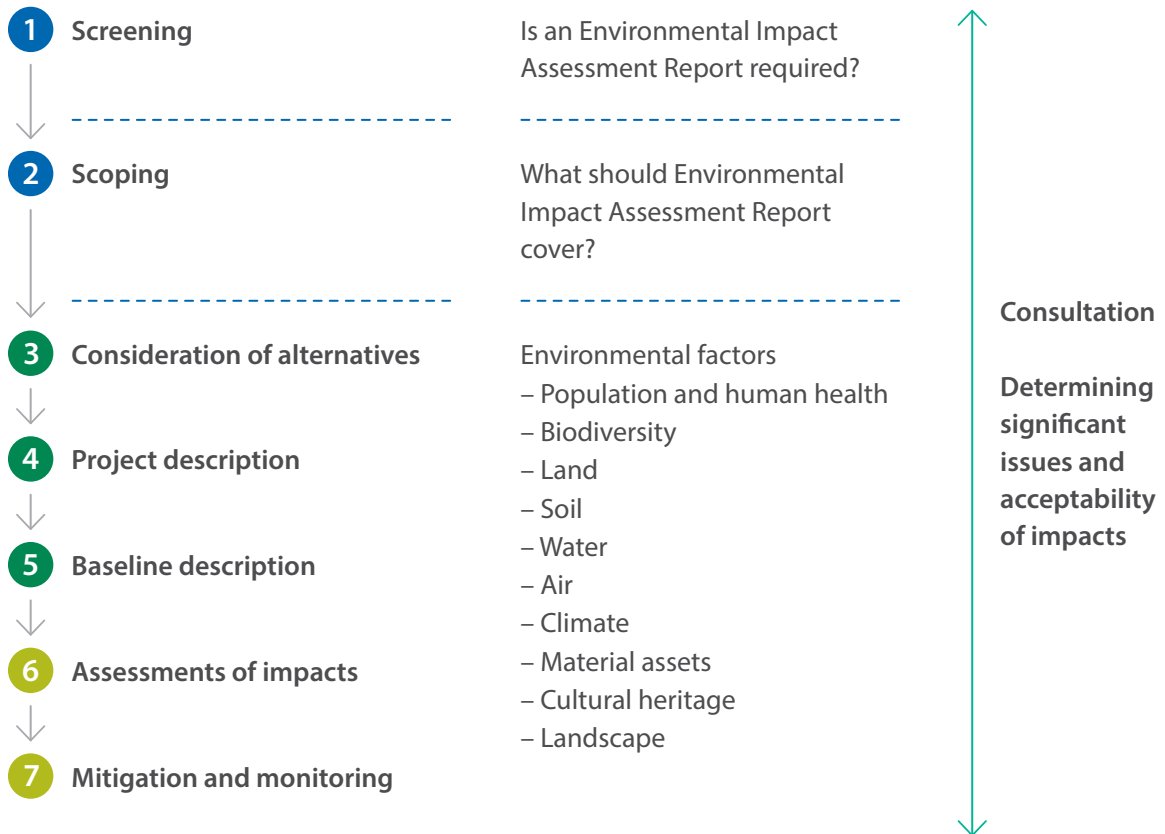 1 Screening
Is an Environmental Impact
Assessment Report required?
2 Scoping
What should Environmental
Impact Assessment Report
cover?
3 Consideration of alternatives
4 Project description
5 Baseline description
6 Assessments of impacts
7 Mitigation and monitoring
Environmental factors
– Population and human health
– Biodiversity
– Land
– Soil
– Water
– Air
– Climate
– Material assets
– Cultural heritage
– Landscape
Consultation
Determining
significant
issues and
acceptability
of impacts